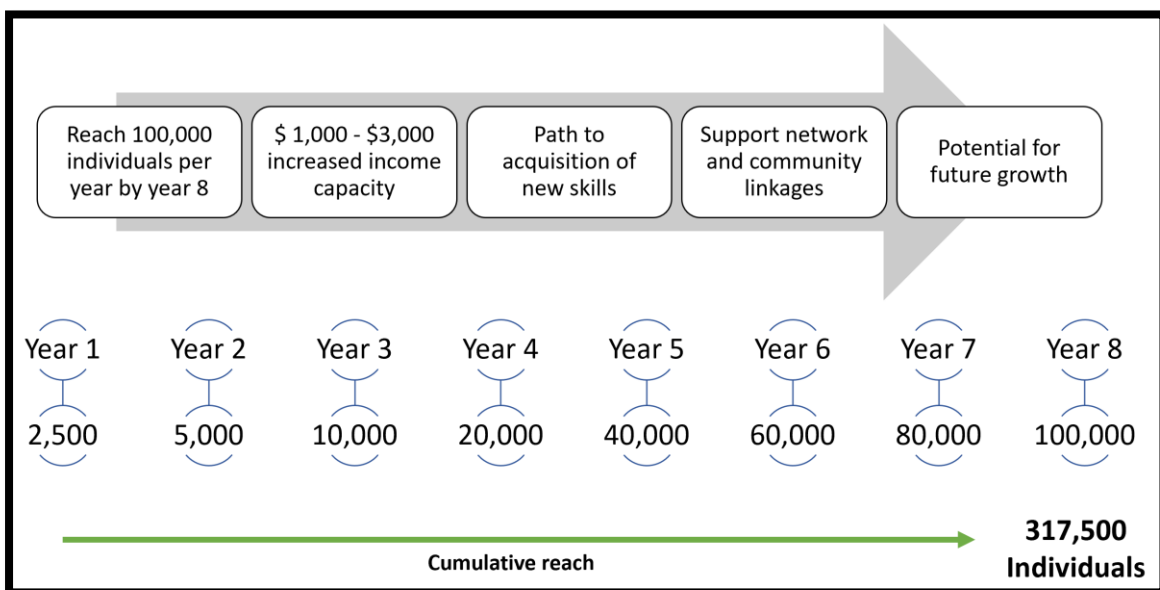 Reach 100,000
individuals per
year by year 8
$ 1,000 - $3,000
increased income
capacity
Path to
acquisition of
new skills
Support network
and community
linkages
Potential for
future growth
Year 1
Year 2
Year 3
Year 4
Year 5
Year 6
Year 7
Year 8
2,500
5,000
10,000
20,000
40,000
60,000
80,000
100,000
Cumulative reach
317,500
Individuals